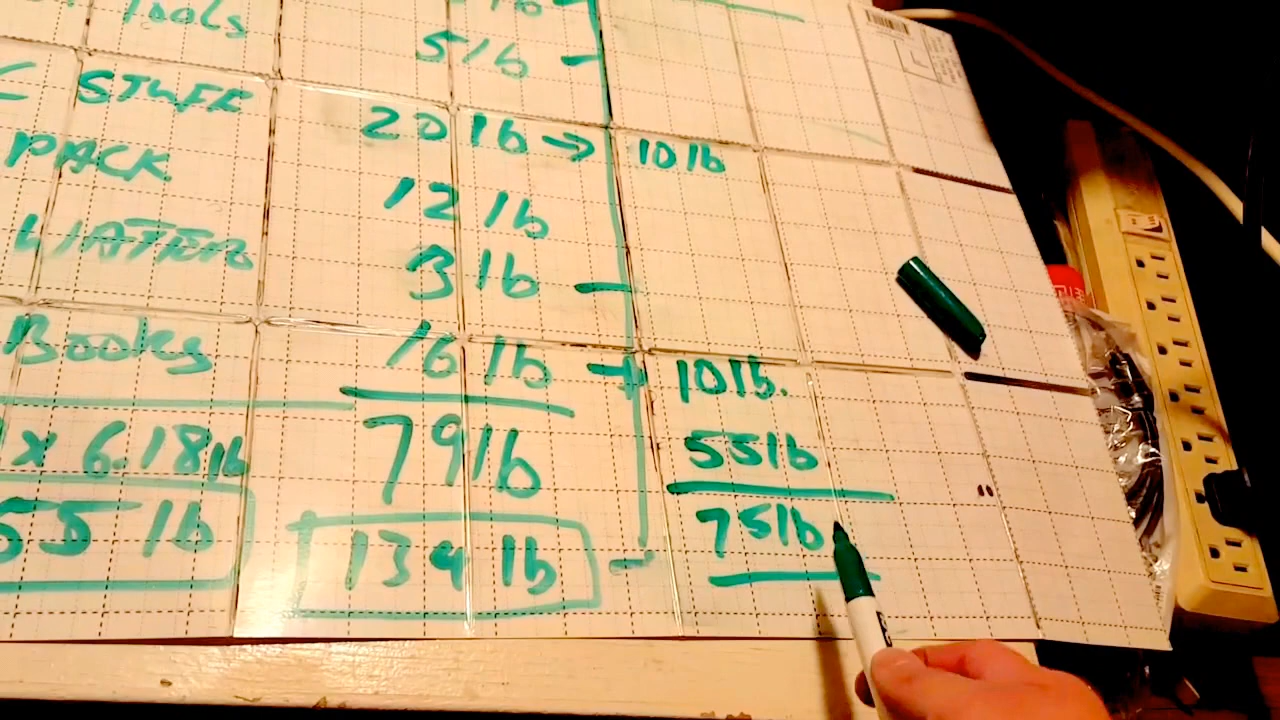 Tools lb
5 lb -
STUFF 20 lb → 10 lb
PACK 12 lb
3 lb -
Books 16 lb → 10 lb.
x 6.18 lb 79 lb 55 lb
55 lb 134 lb - 75 lb